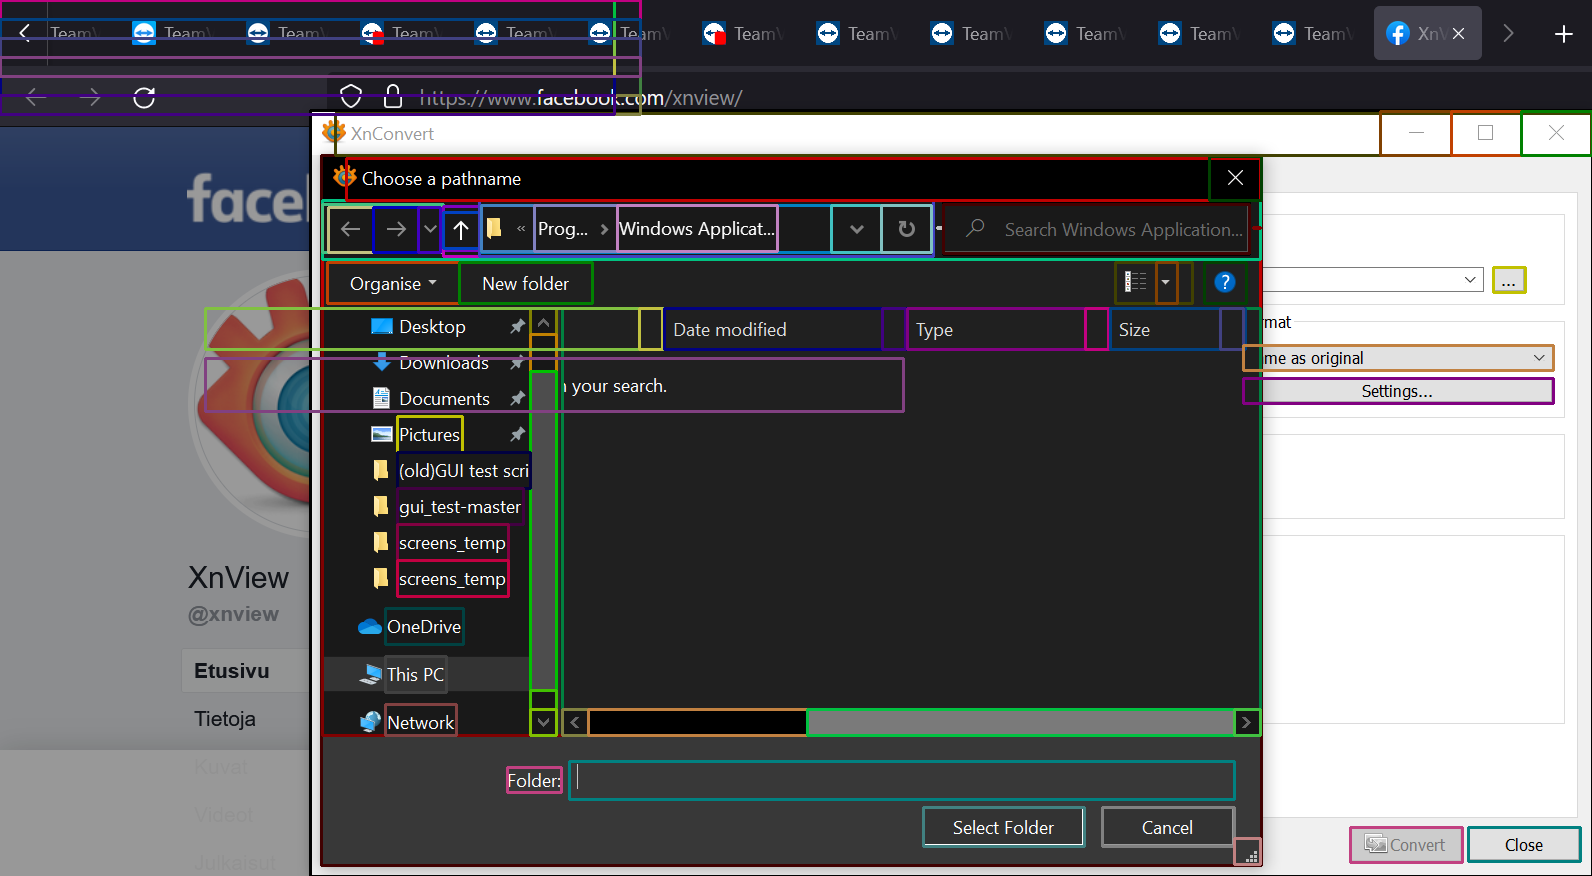 Team Team Team Team Team Team Team Team Team Team Team Team XnV
https://www.facebook.com/xnview/
XnConvert
Choose a pathname
Prog... Windows Applicat...
Search Windows Application...
Organise New folder
Date modified Type Size
Desktop
Downloads
Documents
Pictures
(old)GUI test scri
gui_test-master
screens_temp
screens_temp
OneDrive
This PC
Network
n your search.
Folder:
Select Folder Cancel
...
rmat
me as original
Settings...
Convert Close
face
XnView
@xnview
Etusivu
Tietoja
Kuvat
Videot
Julkaisut